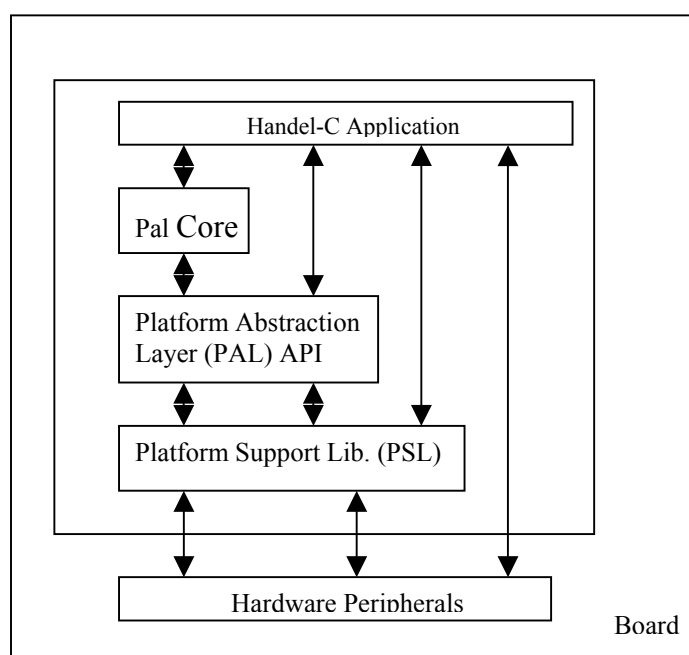 Handel-C Application
Pal Core
Platform Abstraction
Layer (PAL) API
Platform Support Lib. (PSL)
Hardware Peripherals
Board